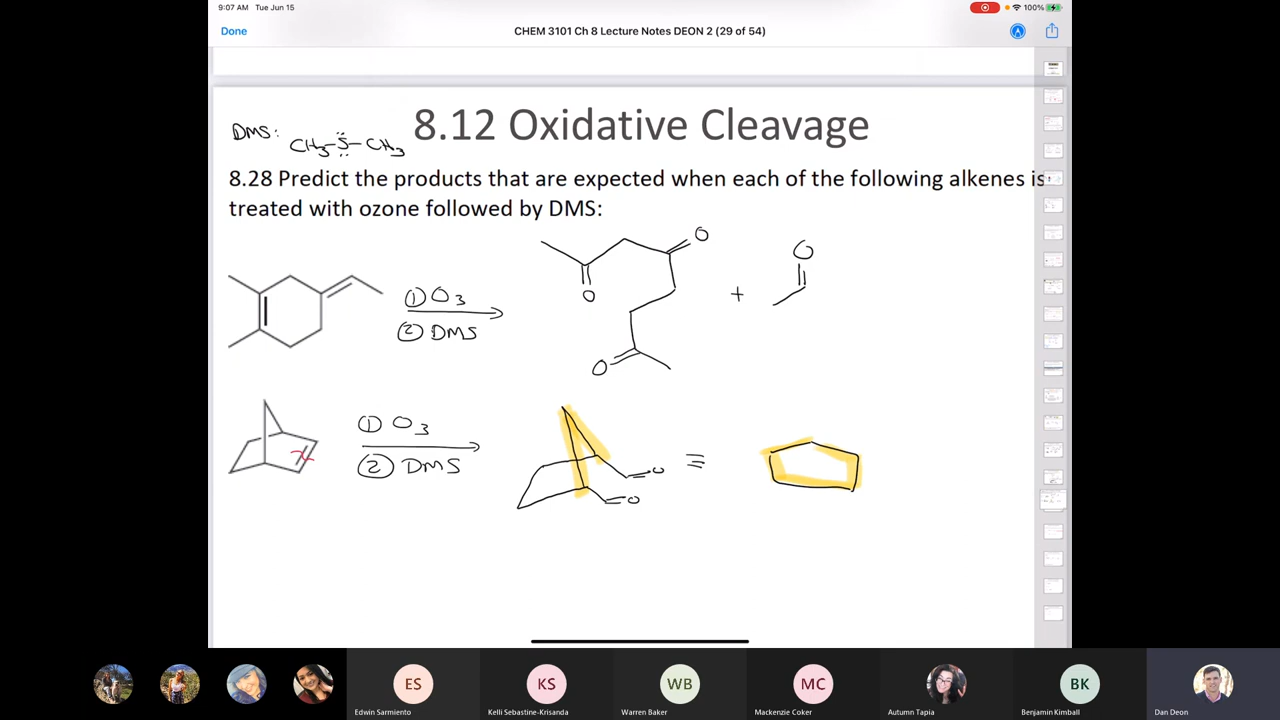 9:07 AM Tue Jun 15
100%
Done
CHEM 3101 Ch 8 Lecture Notes DEON 2 (29 of 54)
8.12 Oxidative Cleavage
DMS:
CH3-S-CH3
8.28 Predict the products that are expected when each of the following alkenes is
treated with ozone followed by DMS:
① O3
② DMS
O
O
O
+
O
① O3
② DMS
O
O
≡
ES
KS
WB
MC
BK
Edwin Sarmiento
Kelli Sebastine-Krisanda
Warren Baker
Mackenzie Coker
Autumn Tapia
Benjamin Kimball
Dan Deon